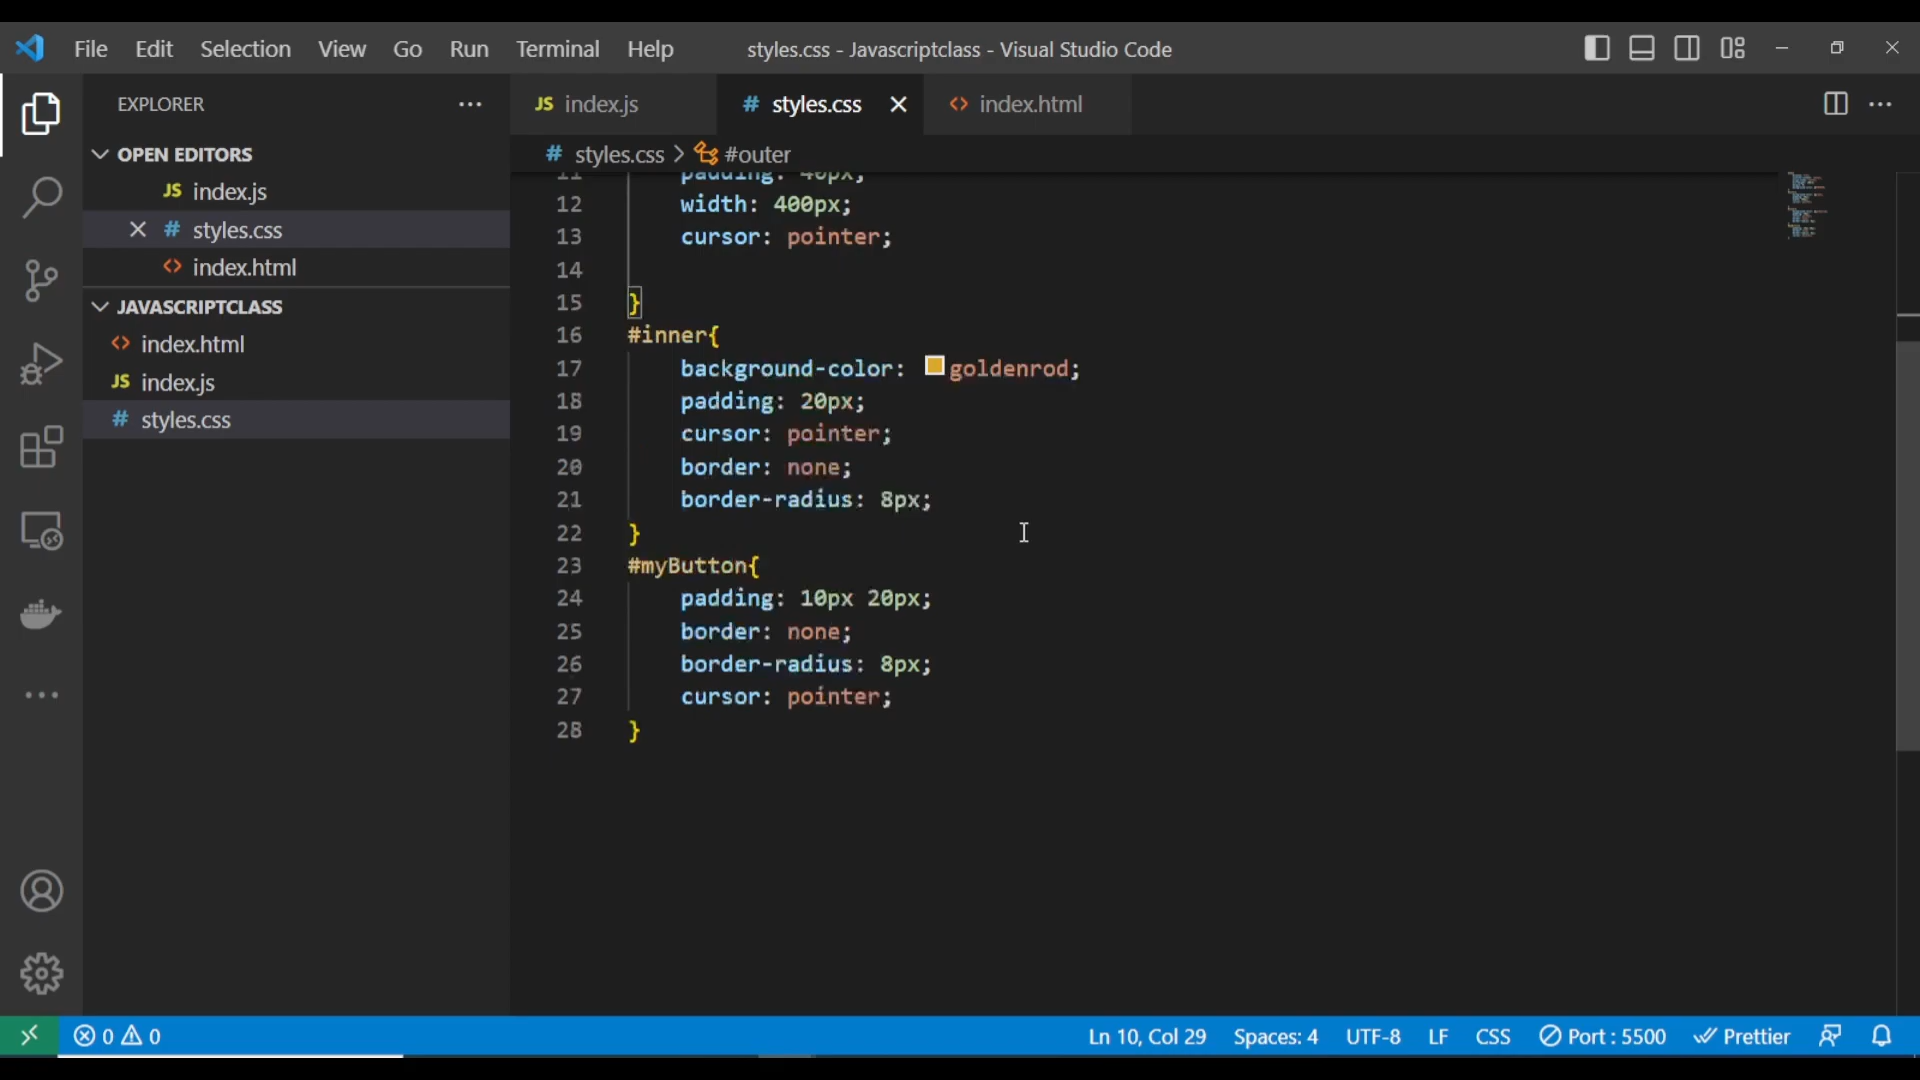 File Edit Selection View Go Run Terminal Help styles.css - Javascriptclass - Visual Studio Code
EXPLORER
OPEN EDITORS
JS index.js
# styles.css
<> index.html
JAVASCRIPTCLASS
<> index.html
JS index.js
# styles.css
JS index.js # styles.css <> index.html
# styles.css > #outer
11 padding: 40px;
12 width: 400px;
13 cursor: pointer;
14
15 }
16 #inner{
17 background-color: goldenrod;
18 padding: 20px;
19 cursor: pointer;
20 border: none;
21 border-radius: 8px;
22 }
23 #myButton{
24 padding: 10px 20px;
25 border: none;
26 border-radius: 8px;
27 cursor: pointer;
28 }
0 0 Ln 10, Col 29 Spaces: 4 UTF-8 LF CSS Port : 5500 Prettier